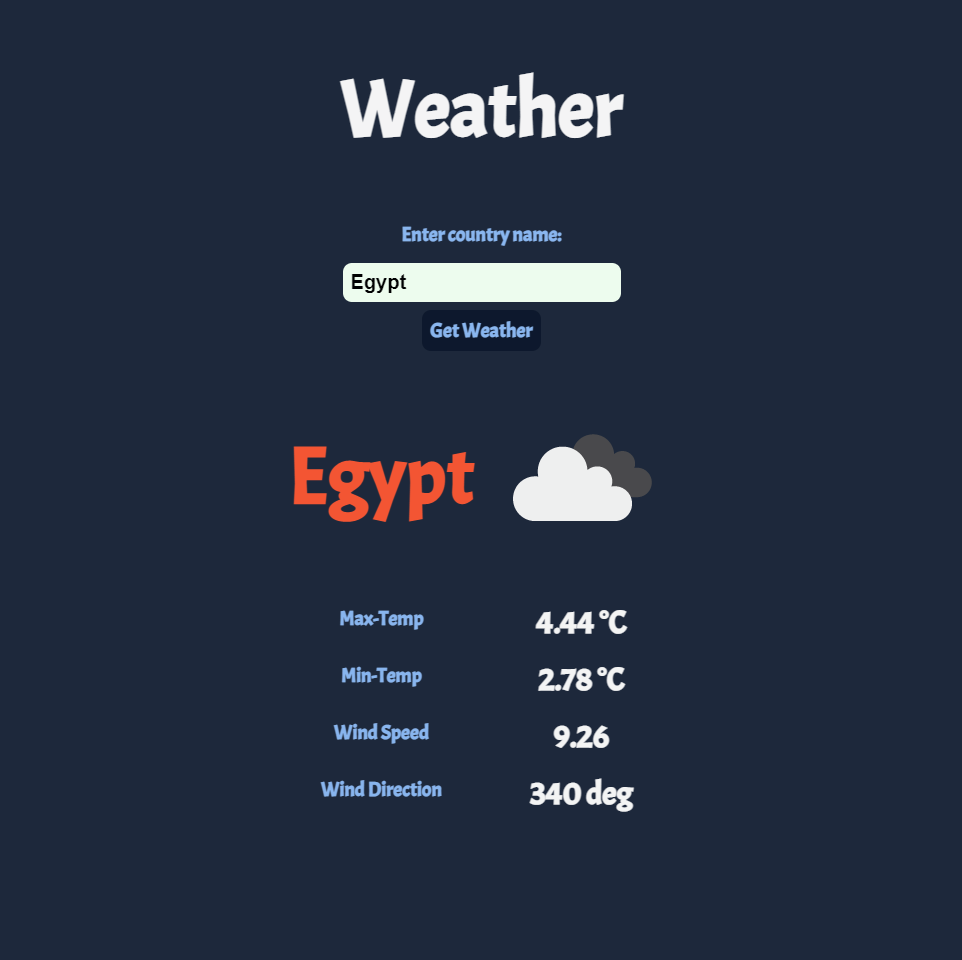 Weather
Enter country name:
Egypt
Get Weather
Egypt
Max-Temp 4.44 °C
Min-Temp 2.78 °C
Wind Speed 9.26
Wind Direction 340 deg